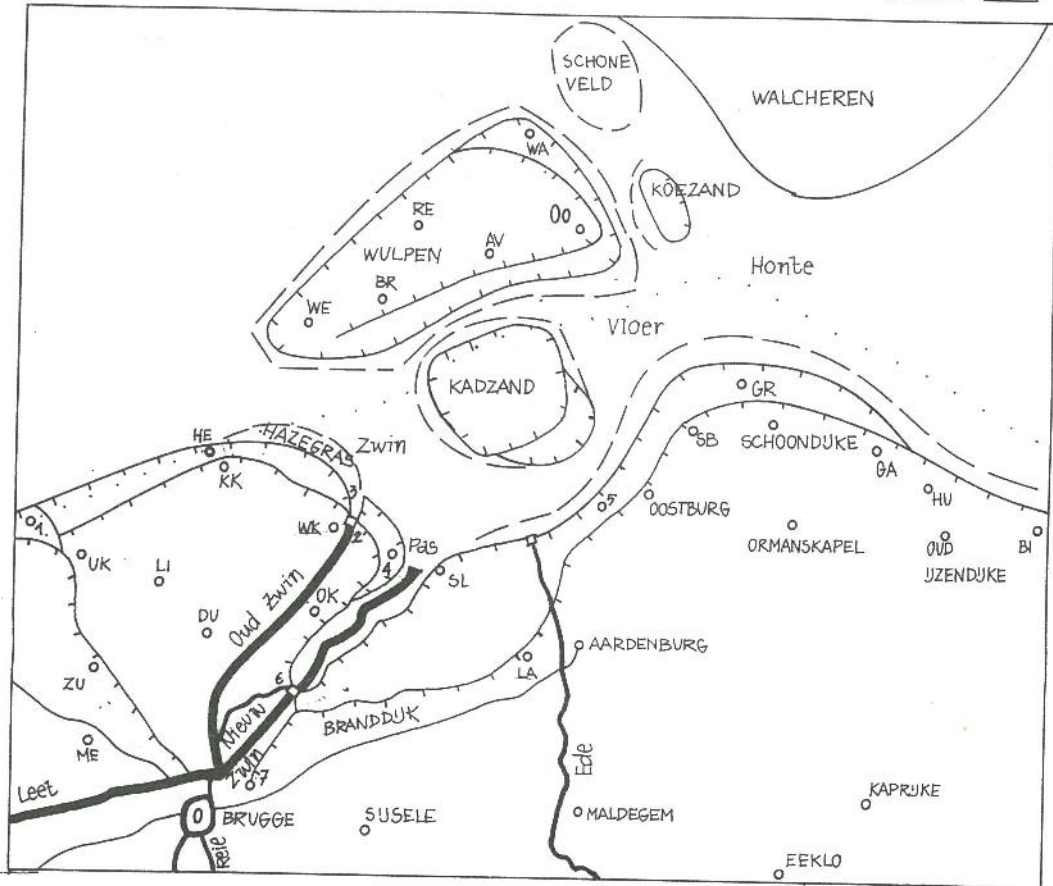 SCHONE
VELD
WALCHEREN
WA
KOEZAND
RE
OO
WULPEN
AV
Honte
BR
WE
Vloer
KADZAND
GR
HE
HAZEGRAS
Zwin
SB
SCHOONDIJKE
KK
GA
3
HU
1
5
OOSTBURG
WK
2
ORMANSKAPEL
OUD
IJZENDIJKE
BI
UK
Pas
4
LI
SL
Oud Zwin
OK
DU
AARDENBURG
LA
ZU
6
Nieuw
Zwin
BRANDDIJK
ME
Ede
7
Leet
KAPRIJKE
BRUGGE
SIJSELE
MALDEGEM
Reie
EEKLO